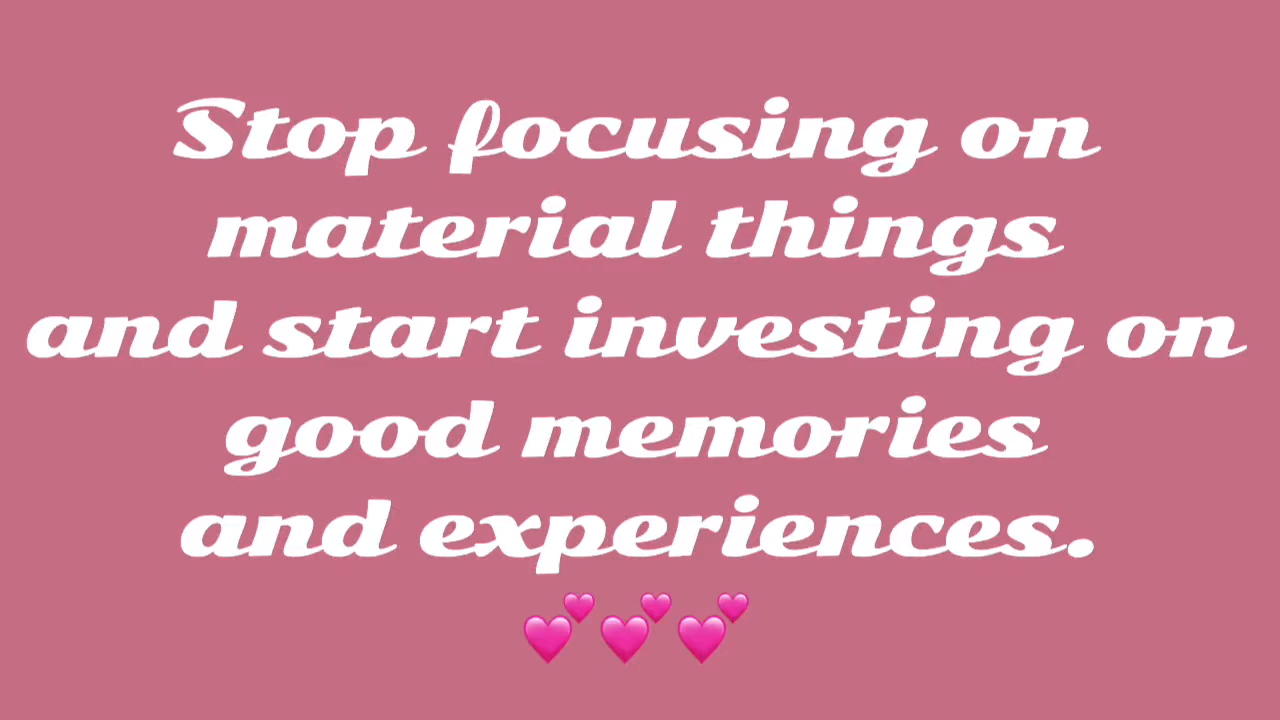 Stop focusing on
material things
and start investing on
good memories
and experiences.
💕💕💕